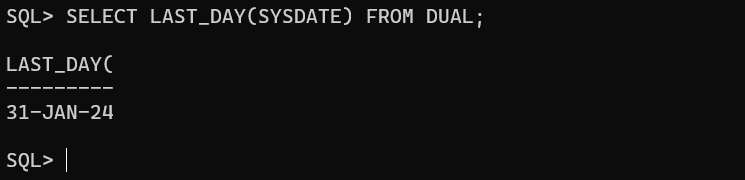 SQL> SELECT LAST_DAY(SYSDATE) FROM DUAL;
LAST_DAY(
---------
31-JAN-24
SQL>